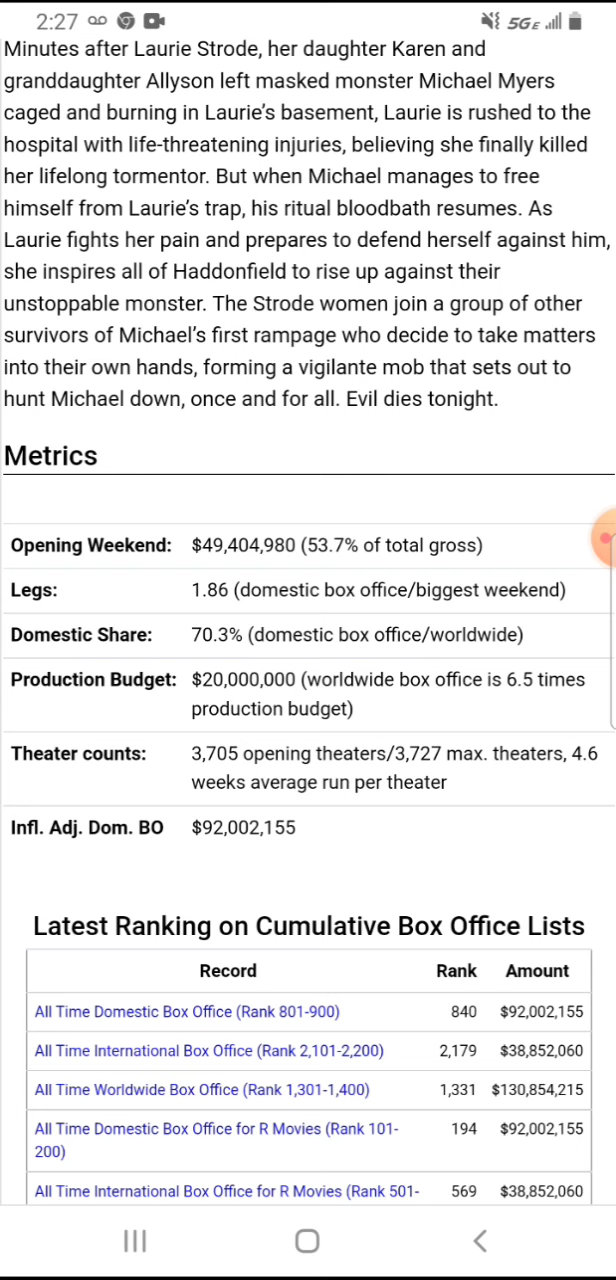 2:27 5GE
Minutes after Laurie Strode, her daughter Karen and
granddaughter Allyson left masked monster Michael Myers
caged and burning in Laurie’s basement, Laurie is rushed to the
hospital with life-threatening injuries, believing she finally killed
her lifelong tormentor. But when Michael manages to free
himself from Laurie’s trap, his ritual bloodbath resumes. As
Laurie fights her pain and prepares to defend herself against him,
she inspires all of Haddonfield to rise up against their
unstoppable monster. The Strode women join a group of other
survivors of Michael’s first rampage who decide to take matters
into their own hands, forming a vigilante mob that sets out to
hunt Michael down, once and for all. Evil dies tonight.
Metrics
Opening Weekend: $49,404,980 (53.7% of total gross)
Legs: 1.86 (domestic box office/biggest weekend)
Domestic Share: 70.3% (domestic box office/worldwide)
Production Budget: $20,000,000 (worldwide box office is 6.5 times
production budget)
Theater counts: 3,705 opening theaters/3,727 max. theaters, 4.6
weeks average run per theater
Infl. Adj. Dom. BO $92,002,155
Latest Ranking on Cumulative Box Office Lists
Record Rank Amount
All Time Domestic Box Office (Rank 801-900) 840 $92,002,155
All Time International Box Office (Rank 2,101-2,200) 2,179 $38,852,060
All Time Worldwide Box Office (Rank 1,301-1,400) 1,331 $130,854,215
All Time Domestic Box Office for R Movies (Rank 101- 194 $92,002,155
200)
All Time International Box Office for R Movies (Rank 501- 569 $38,852,060